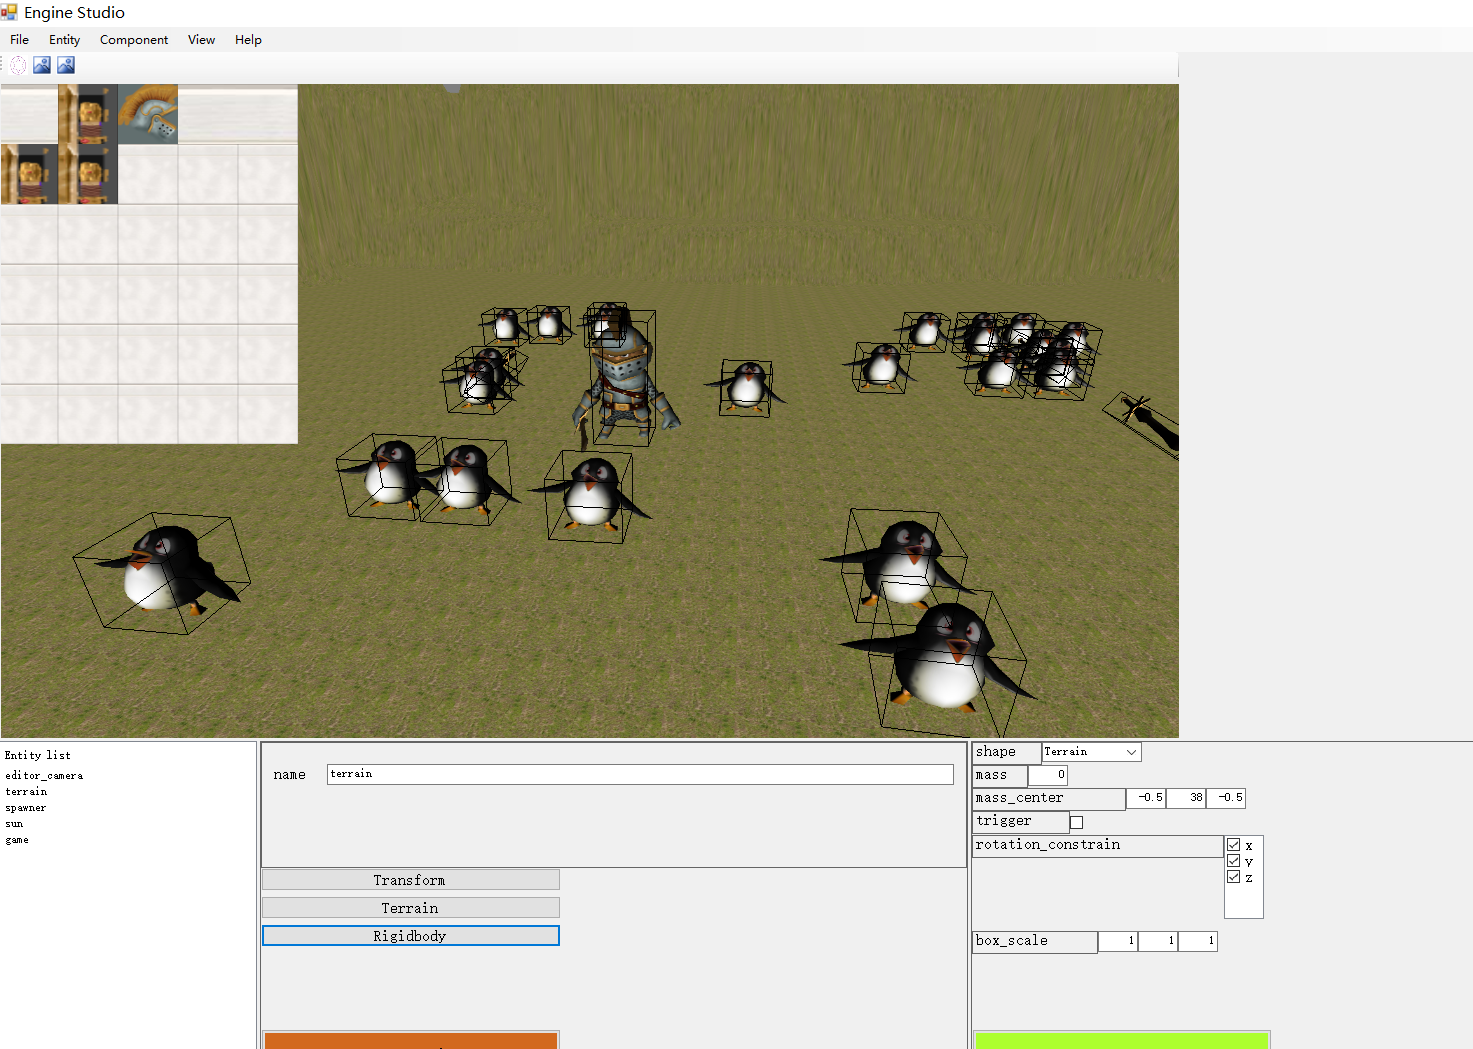 Engine Studio
File Entity Component View Help
Entity list
editor_camera
terrain
spawner
sun
game
name terrain
Transform
Terrain
Rigidbody
shape Terrain
mass 0
mass_center -0.5 38 -0.5
trigger
rotation_constrain x
y
z
box_scale 1 1 1